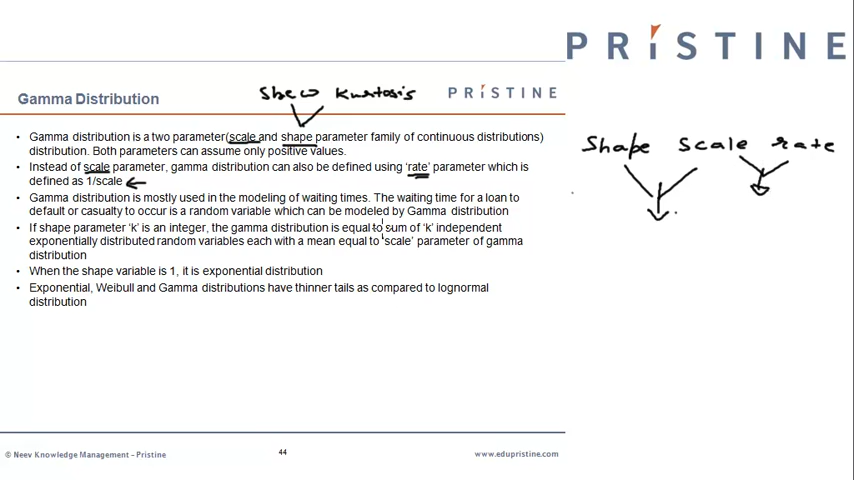 PRiSTINE
Skew Kurtosis
PRiSTINE
Gamma Distribution
Shape scale rate
• Gamma distribution is a two parameter(scale and shape parameter family of continuous distributions)
distribution. Both parameters can assume only positive values.
• Instead of scale parameter, gamma distribution can also be defined using ‘rate’ parameter which is
defined as 1/scale
• Gamma distribution is mostly used in the modeling of waiting times. The waiting time for a loan to
default or casualty to occur is a random variable which can be modeled by Gamma distribution
• If shape parameter ‘k’ is an integer, the gamma distribution is equal to sum of ‘k’ independent
exponentially distributed random variables each with a mean equal to ‘scale’ parameter of gamma
distribution
• When the shape variable is 1, it is exponential distribution
• Exponential, Weibull and Gamma distributions have thinner tails as compared to lognormal
distribution
© Neev Knowledge Management - Pristine
44
www.edupristine.com